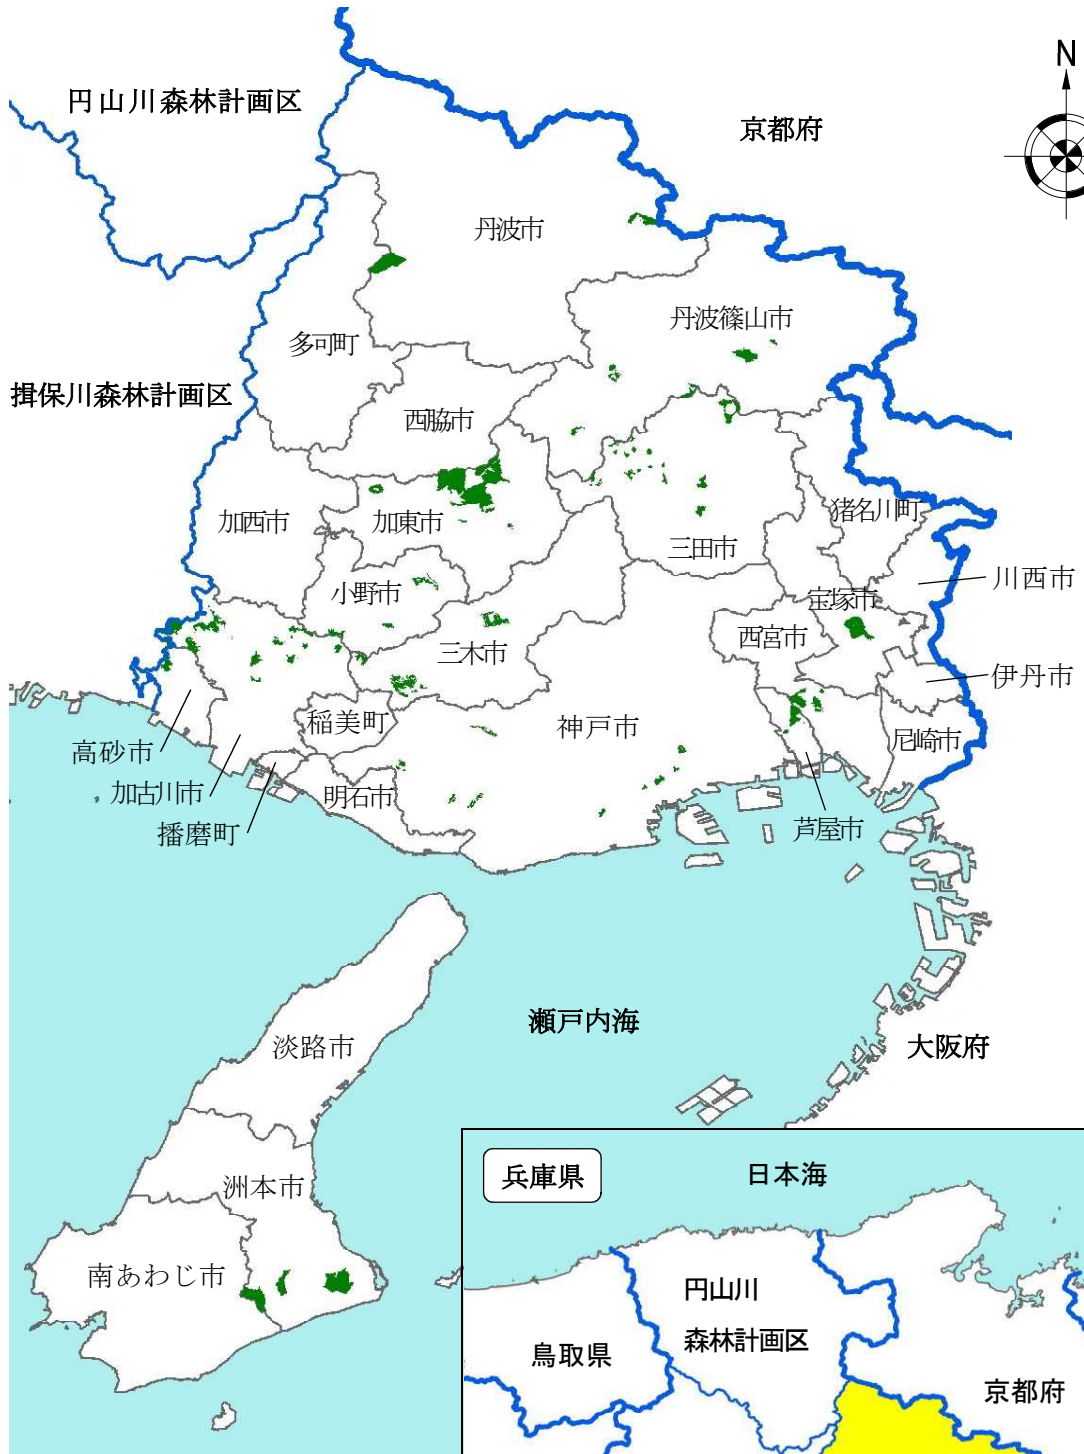 N
円山川森林計画区
京都府
丹波市
丹波篠山市
多可町
揖保川森林計画区
西脇市
猪名川町
加西市
加東市
三田市
川西市
小野市
宝塚市
西宮市
三木市
伊丹市
稲美町
神戸市
尼崎市
高砂市
加古川市
明石市
播磨町
芦屋市
瀬戸内海
大阪府
淡路市
洲本市
南あわじ市
兵庫県
日本海
円山川
森林計画区
鳥取県
京都府